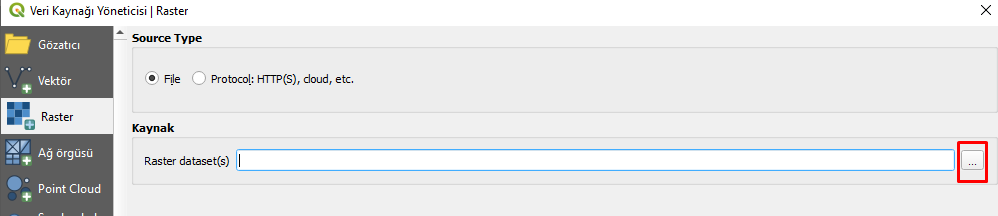 Veri Kaynağı Yöneticisi | Raster
Gözatıcı
Vektör
Raster
Ağ örgüsü
Point Cloud
Source Type
File Protocol: HTTP(S), cloud, etc.
Kaynak
Raster dataset(s) ...